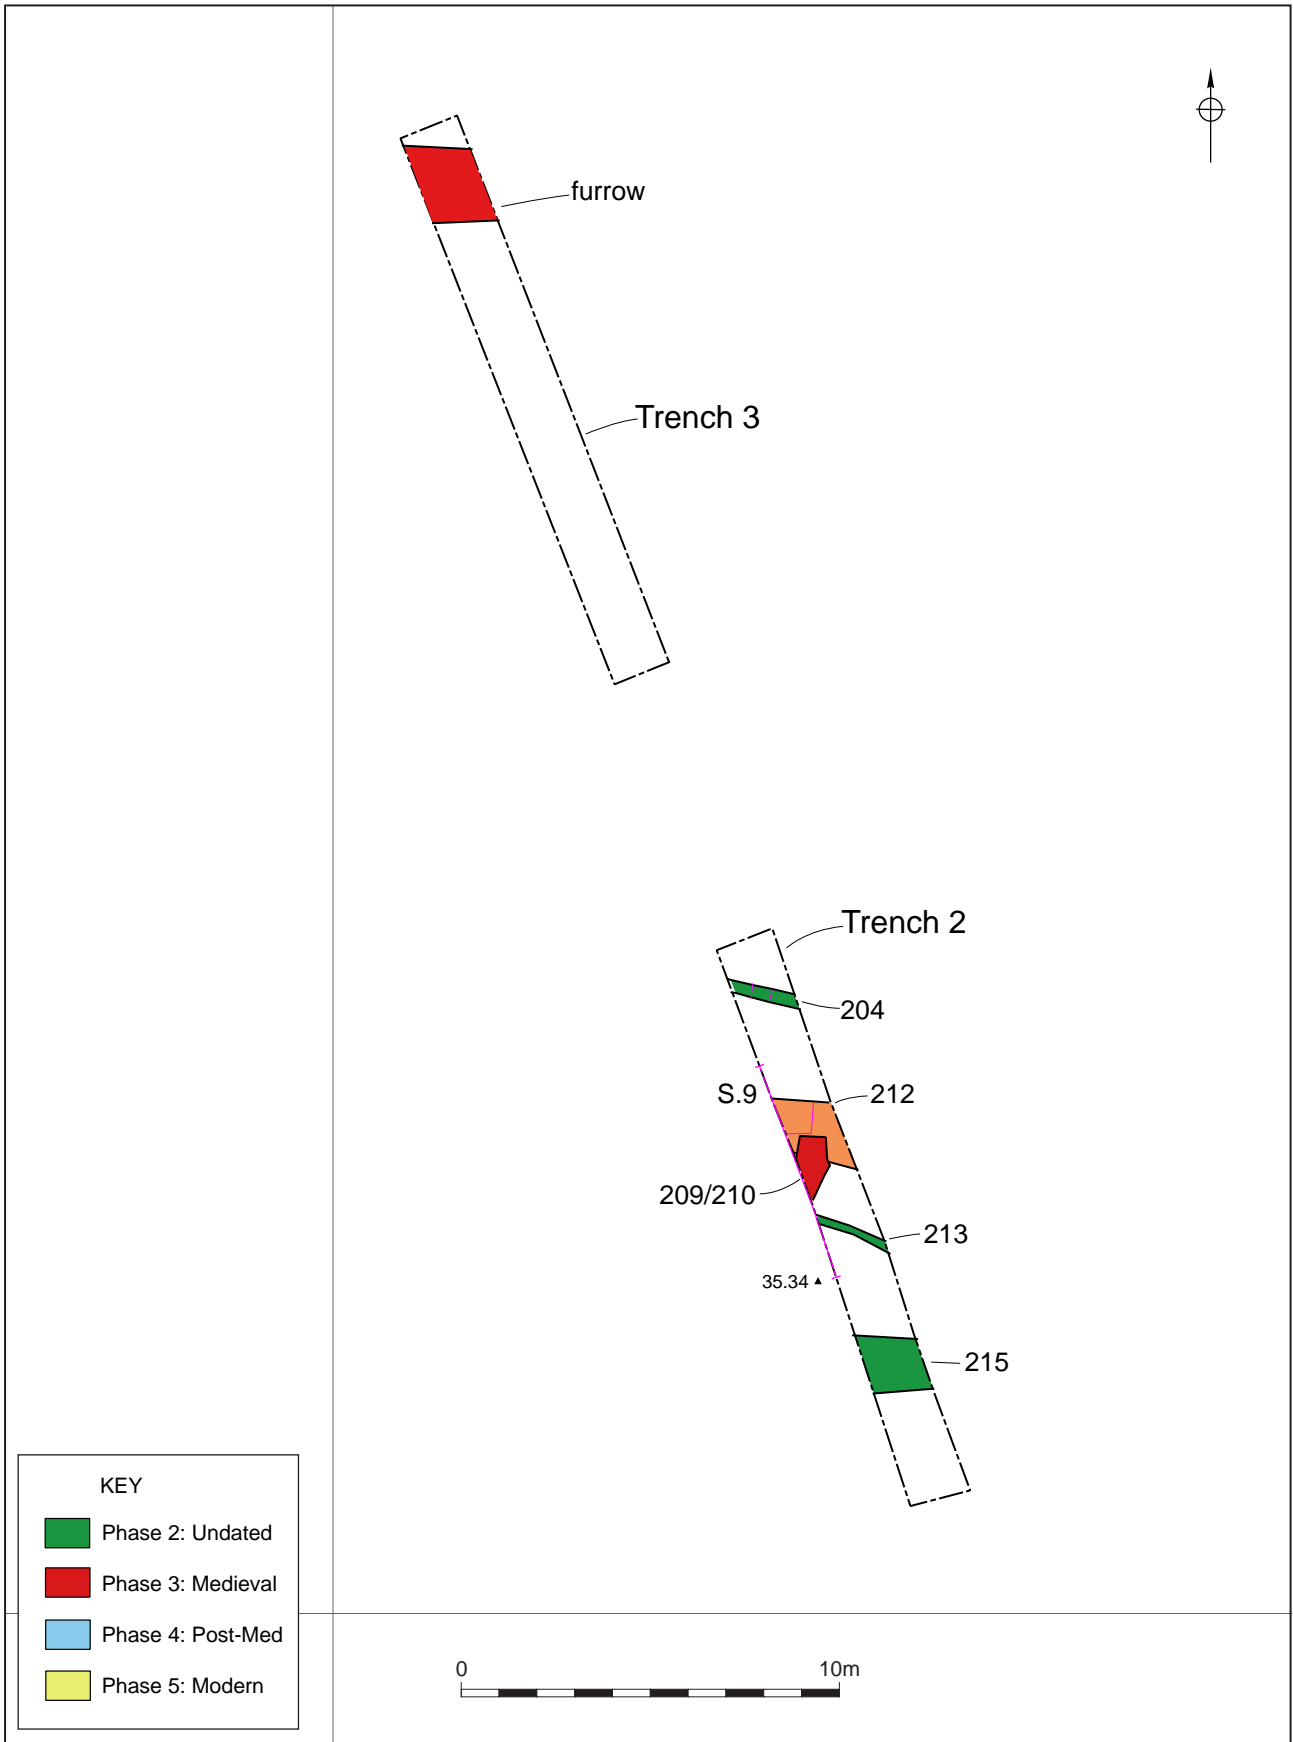 furrow
Trench 3
Trench 2
204
S.9
212
209/210
213
35.34
215
KEY
Phase 2: Undated
Phase 3: Medieval
Phase 4: Post-Med
Phase 5: Modern
0 10m